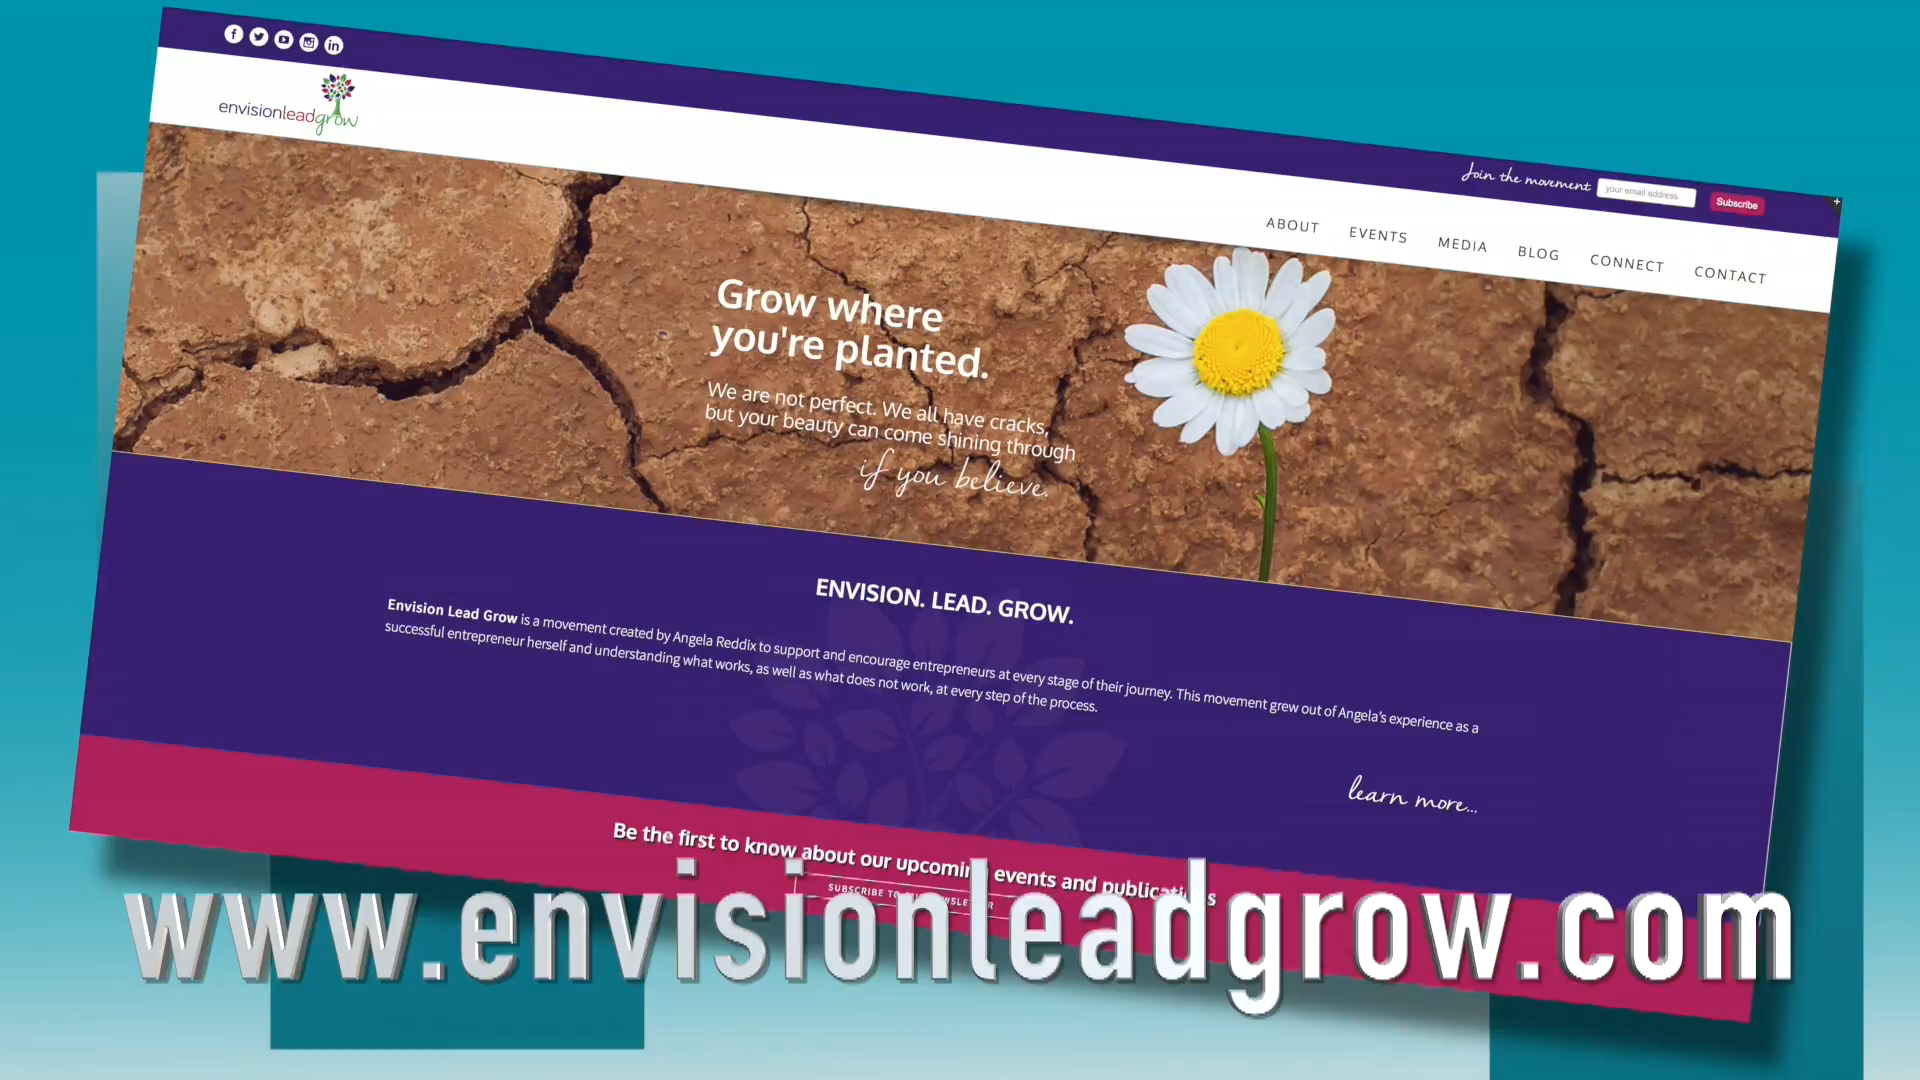 envisionleadgrow
Join the movement
your email address
Subscribe
ABOUT EVENTS MEDIA BLOG CONNECT CONTACT
Grow where
you're planted.
We are not perfect. We all have cracks,
but your beauty can come shining through
if you believe.
ENVISION. LEAD. GROW.
Envision Lead Grow is a movement created by Angela Reddix to support and encourage entrepreneurs at every stage of their journey. This movement grew out of Angela's experience as a
successful entrepreneur herself and understanding what works, as well as what does not work, at every step of the process.
learn more...
Be the first to know about our upcoming events and publications
SUBSCRIBE TO
www.envisionleadgrow.com